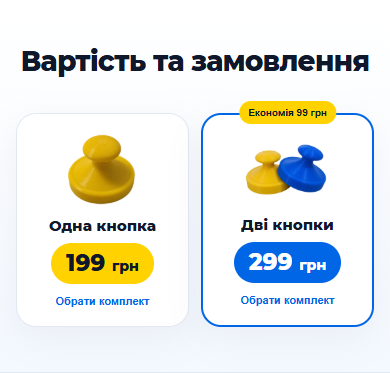 Вартість та замовлення
Економія 99 грн
Одна кнопка
199 грн
Обрати комплект
Дві кнопки
299 грн
Обрати комплект